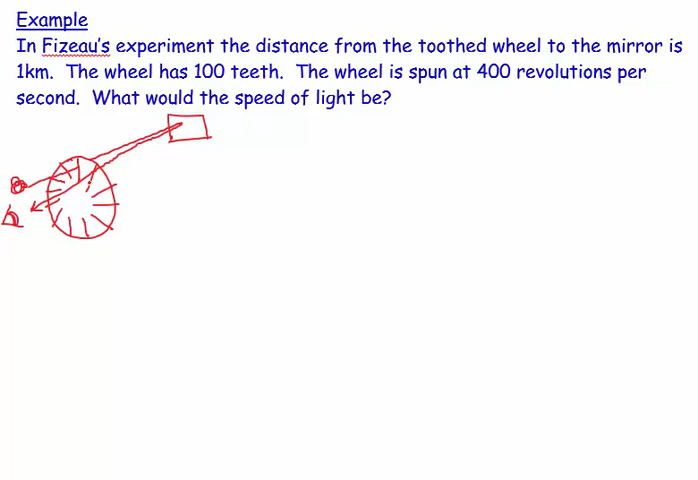 Example
In Fizeau's experiment the distance from the toothed wheel to the mirror is
1km.  The wheel has 100 teeth.  The wheel is spun at 400 revolutions per
second.  What would the speed of light be?